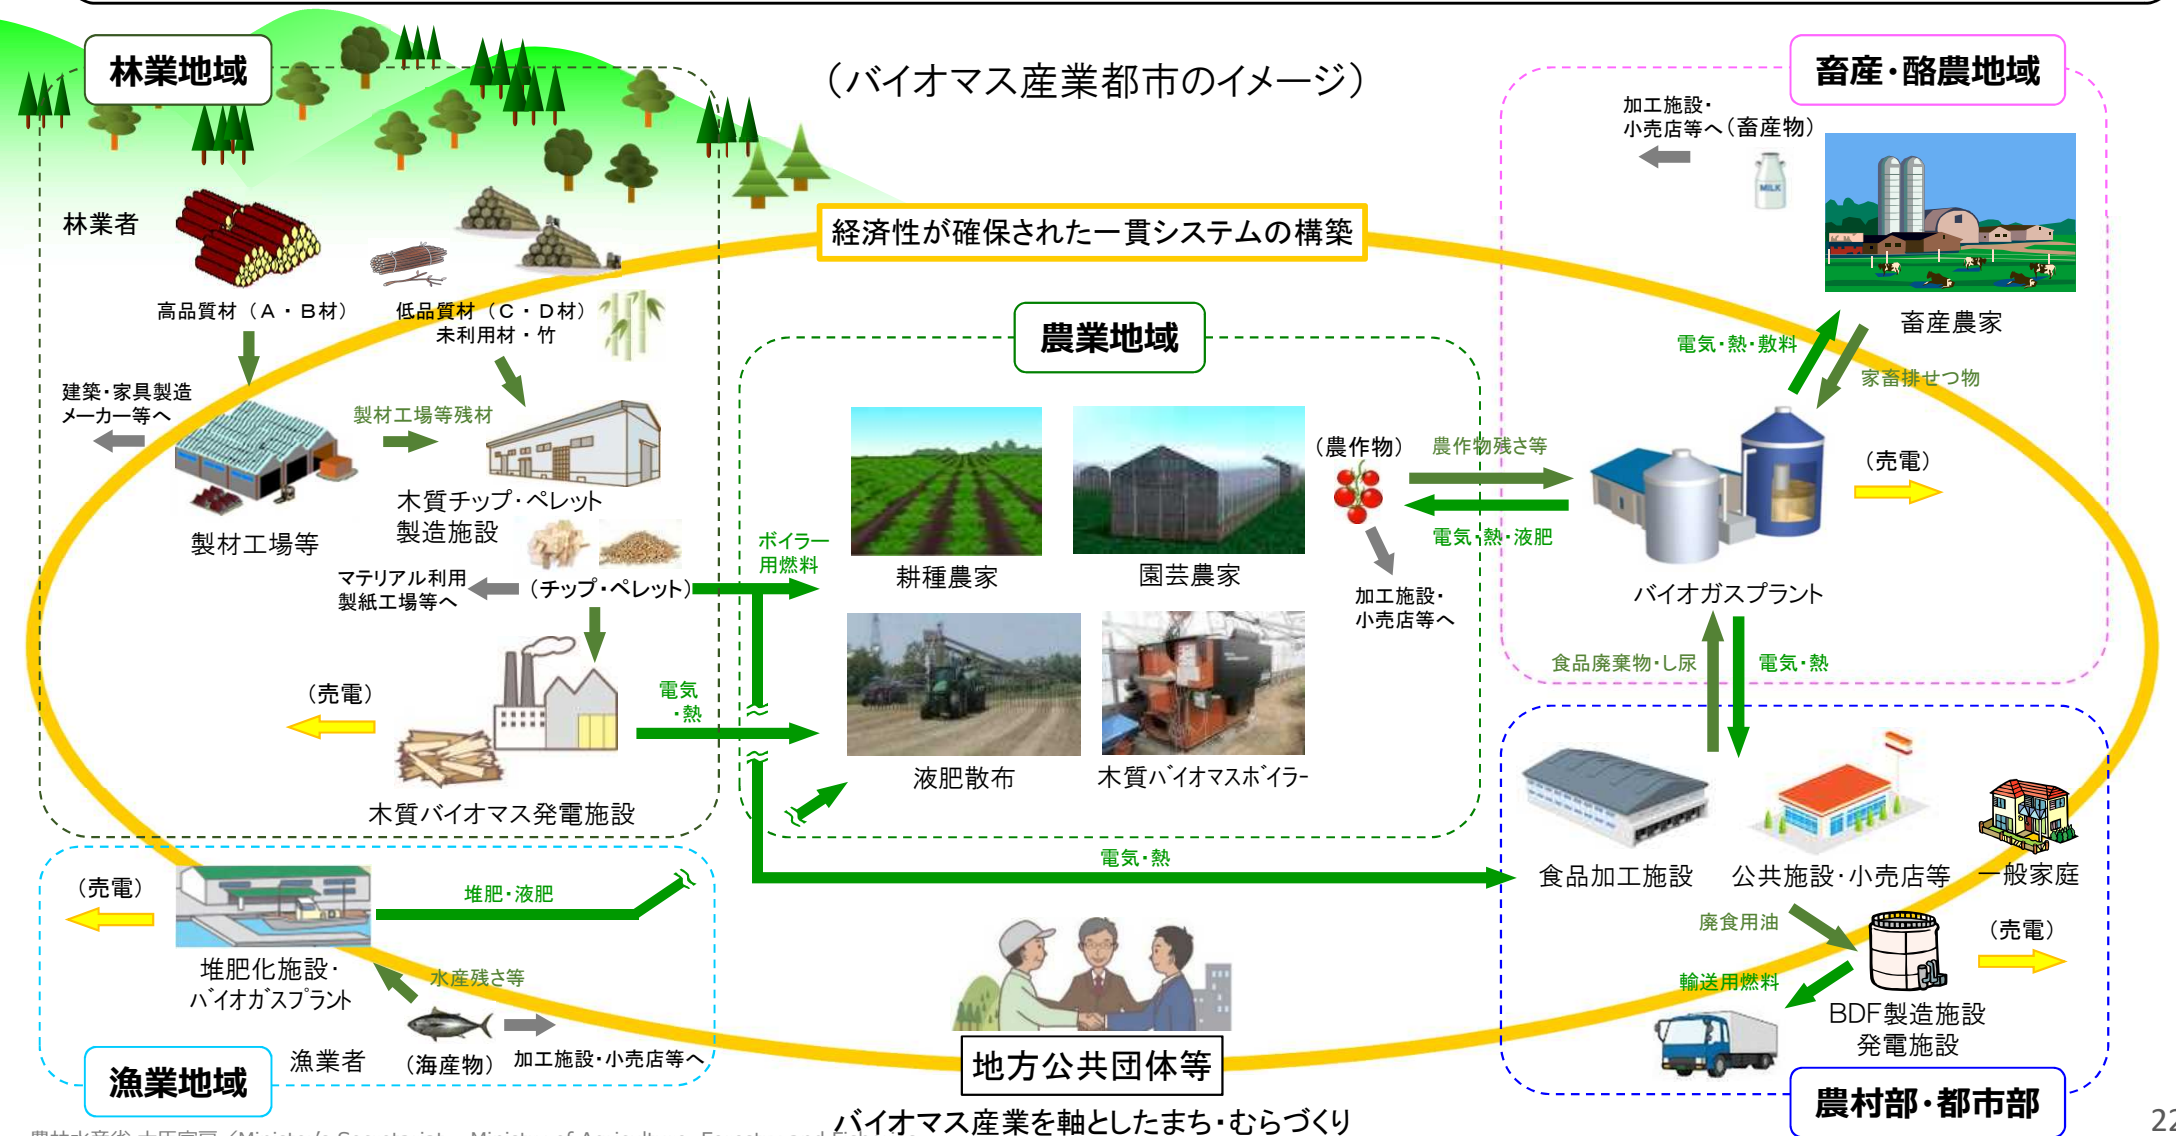 （バイオマス産業都市のイメージ）
林業地域
林業者
高品質材（Ａ・Ｂ材）
低品質材（Ｃ・Ｄ材）
未利用材・竹
建築・家具製造
メーカー等へ
製材工場等残材
製材工場等
木質チップ・ペレット
製造施設
マテリアル利用
製紙工場等へ
（チップ・ペレット）
（売電）
木質バイオマス発電施設
ボイラー
用燃料
電気
・熱
経済性が確保された一貫システムの構築
農業地域
耕種農家
園芸農家
液肥散布
木質バイオマスボイラー
（農作物）
加工施設・
小売店等へ
農作物残さ等
電気・熱・液肥
電気・熱
畜産・酪農地域
加工施設・
小売店等へ（畜産物）
MILK
畜産農家
電気・熱・敷料
家畜排せつ物
（売電）
バイオガスプラント
食品廃棄物・し尿
電気・熱
食品加工施設
公共施設・小売店等
一般家庭
廃食用油
（売電）
輸送用燃料
BDF製造施設
発電施設
農村部・都市部
（売電）
堆肥・液肥
堆肥化施設・
バイオガスプラント
水産残さ等
漁業者
（海産物）
加工施設・小売店等へ
漁業地域
地方公共団体等
バイオマス産業を軸としたまち・むらづくり
22